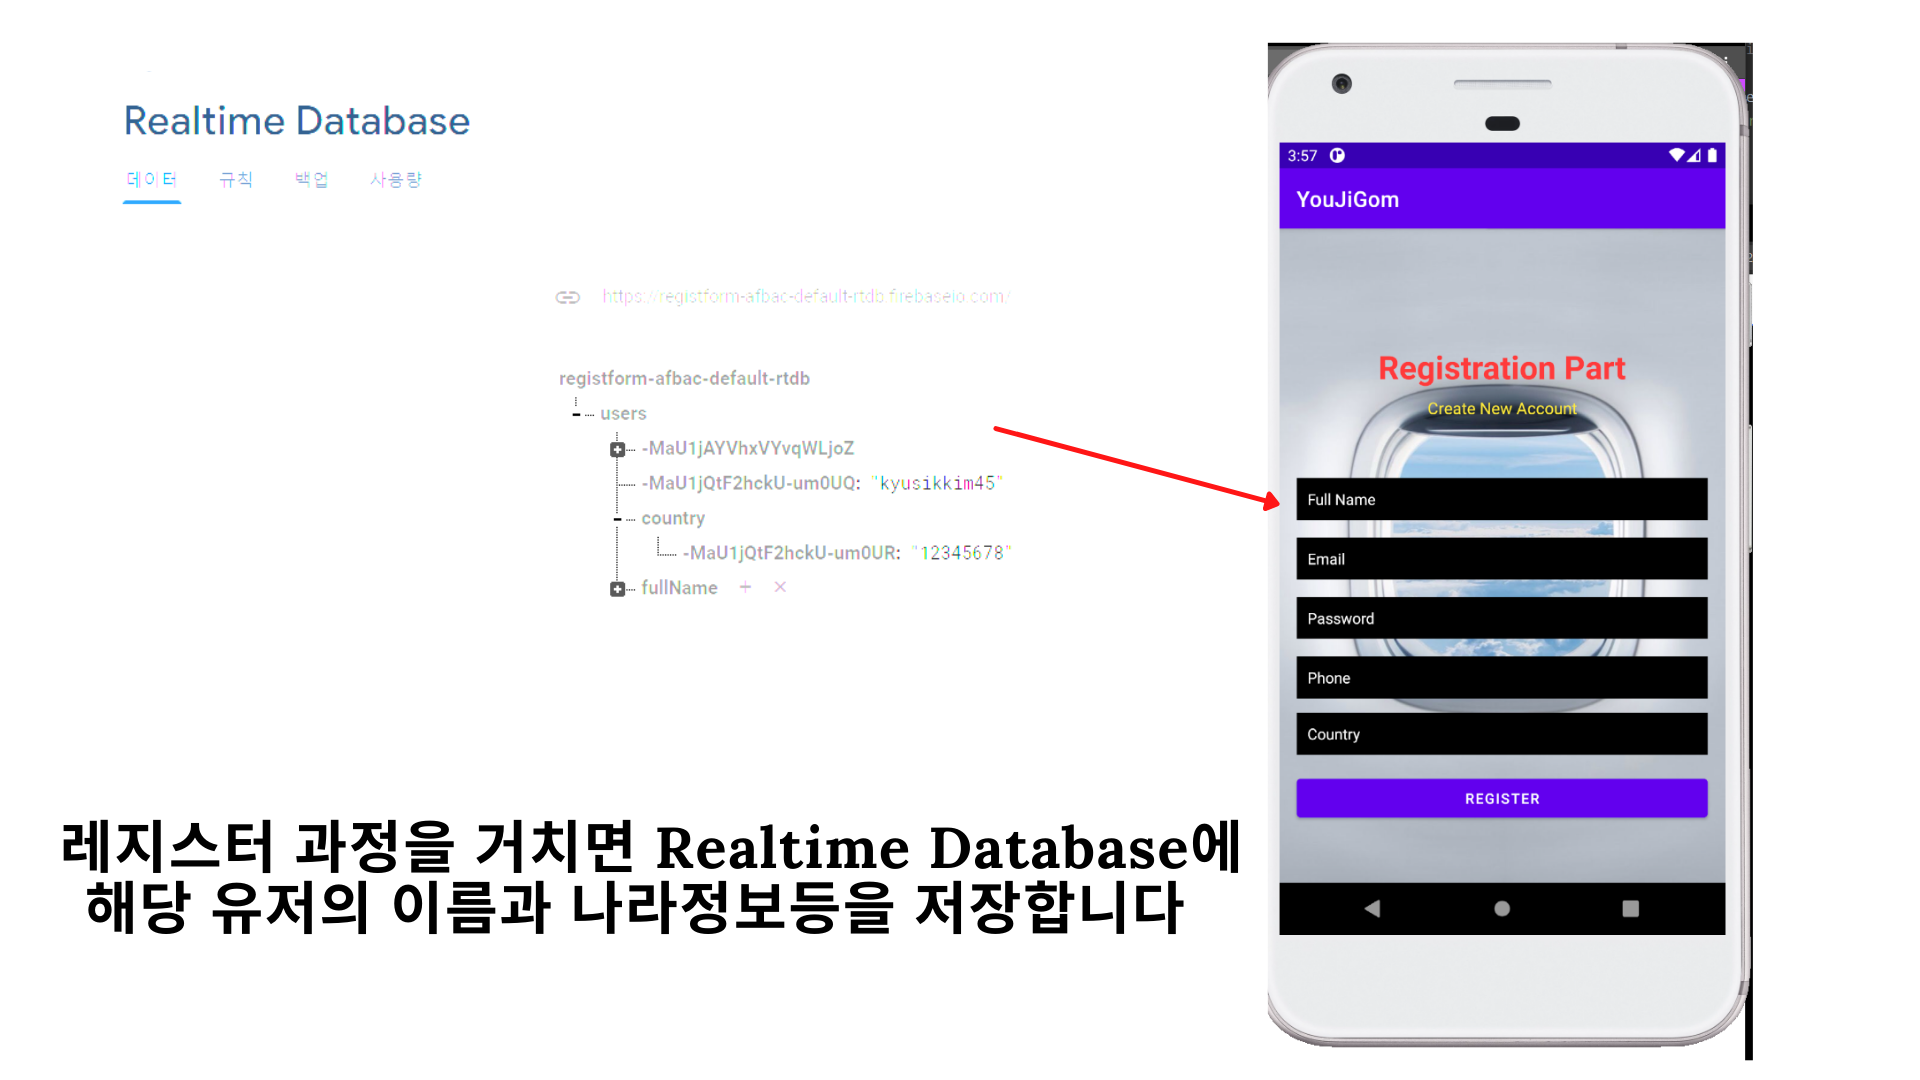 Realtime Database
데이터 규칙 백업 사용량
https://registform-afbac-default-rtdb.firebaseio.com/
registform-afbac-default-rtdb
users
-MaU1jAYVhxVYvqWLjoZ
-MaU1jQtF2hckU-um0UQ: "kyusikkim45"
country
-MaU1jQtF2hckU-um0UR: "12345678"
fullName + ×
레지스터 과정을 거치면 Realtime Database에
해당 유저의 이름과 나라정보등을 저장합니다
3:57
YouJiGom
Registration Part
Create New Account
Full Name
Email
Password
Phone
Country
REGISTER